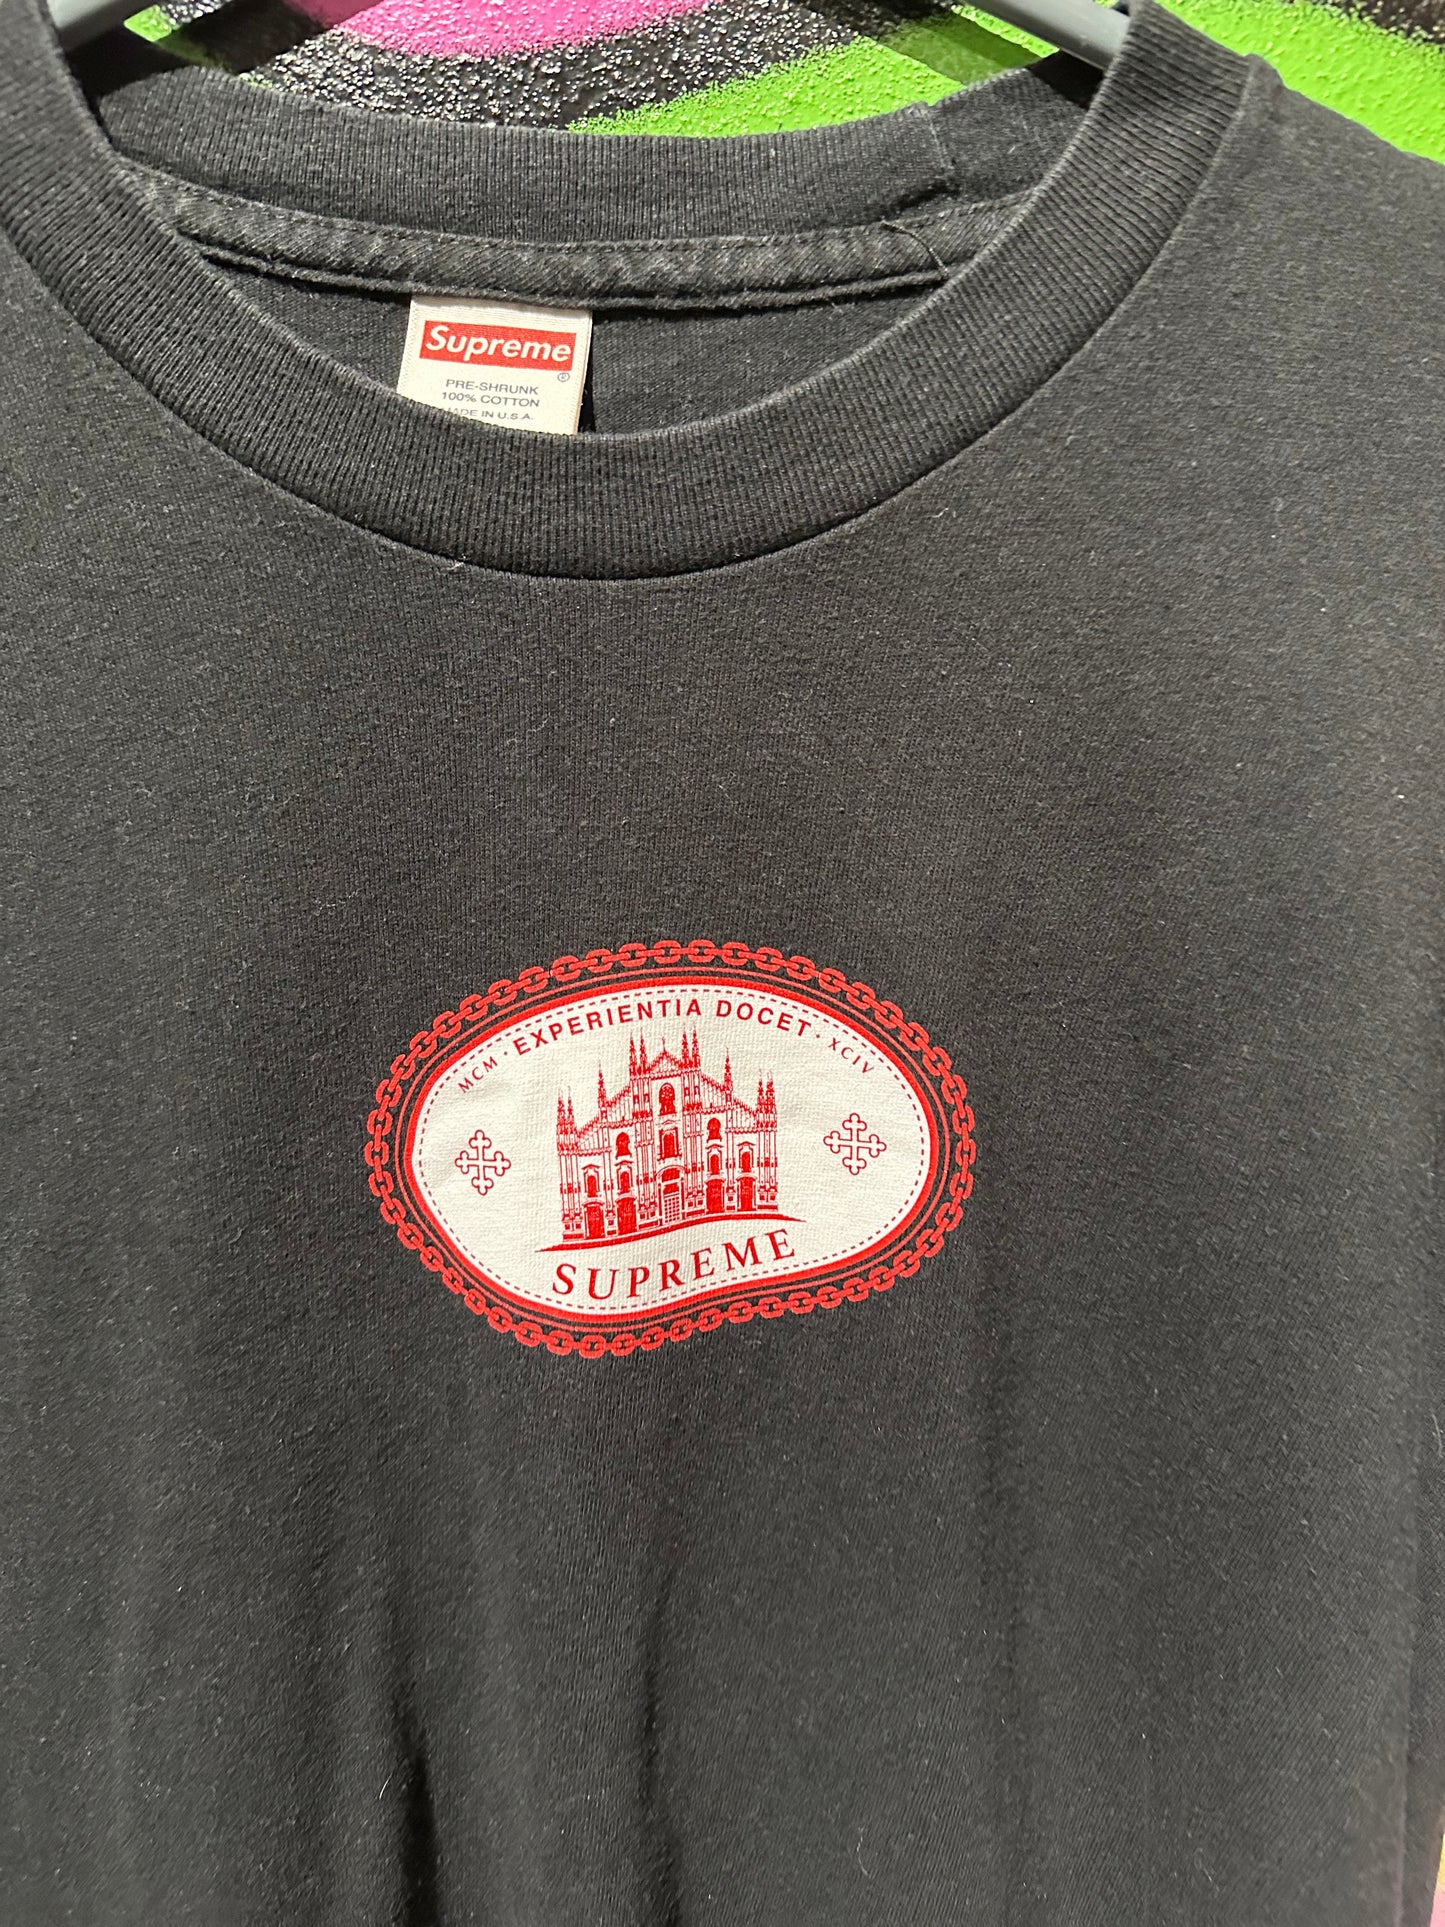 Supreme
®
PRE-SHRUNK
100% COTTON
MADE IN U.S.A.
MCM · EXPERIENTIA DOCET · XCIV
SUPREME